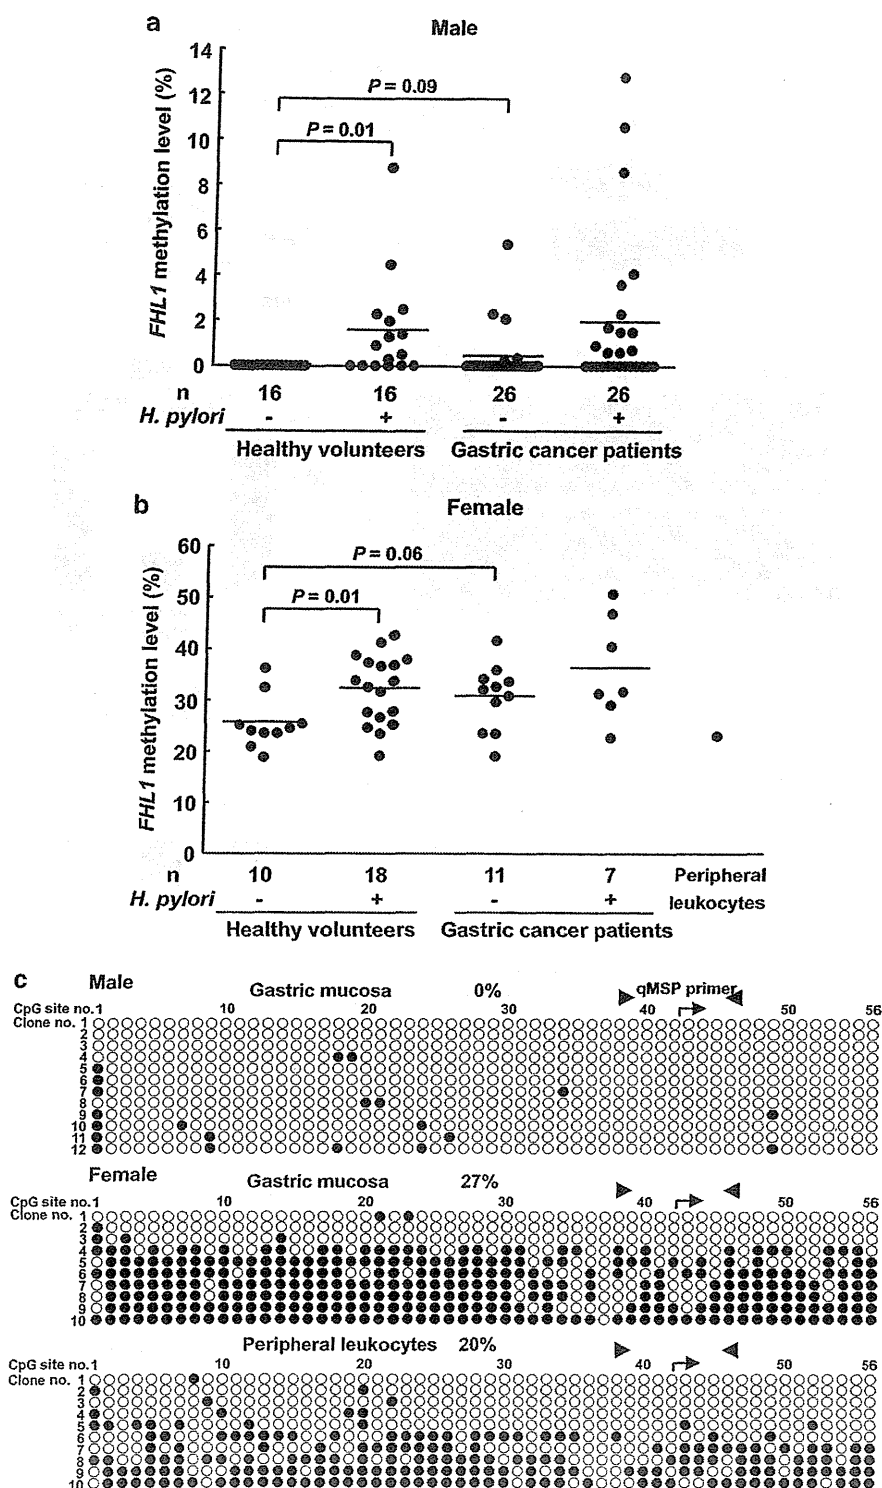 a
Male
FHL1 methylation level (%)
14
12
10
8
6
4
2
0
P = 0.09
P = 0.01
n 16 16 26 26
H. pylori - + - +
Healthy volunteers Gastric cancer patients
b
Female
FHL1 methylation level (%)
60
50
40
30
20
10
0
P = 0.06
P = 0.01
n 10 18 11 7 Peripheral
H. pylori - + - + leukocytes
Healthy volunteers Gastric cancer patients
c
Male
Gastric mucosa 0% qMSP primer
CpG site no.1 10 20 30 40 50 56
Clone no. 1
2
3
4
5
6
7
8
9
10
11
12
Female
Gastric mucosa 27%
CpG site no.1 10 20 30 40 50 56
Clone no. 1
2
3
4
5
6
7
8
9
10
Peripheral leukocytes 20%
CpG site no.1 10 20 30 40 50 56
Clone no. 1
2
3
4
5
6
7
8
9
10